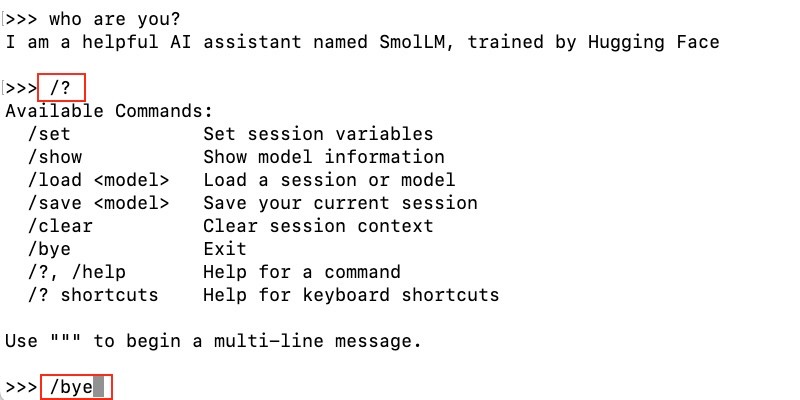 >>> who are you?
I am a helpful AI assistant named SmolLM, trained by Hugging Face
>>> /?
Available Commands:
  /set            Set session variables
  /show           Show model information
  /load <model>   Load a session or model
  /save <model>   Save your current session
  /clear          Clear session context
  /bye            Exit
  /?, /help       Help for a command
  /? shortcuts    Help for keyboard shortcuts
Use """ to begin a multi-line message.
>>> /bye